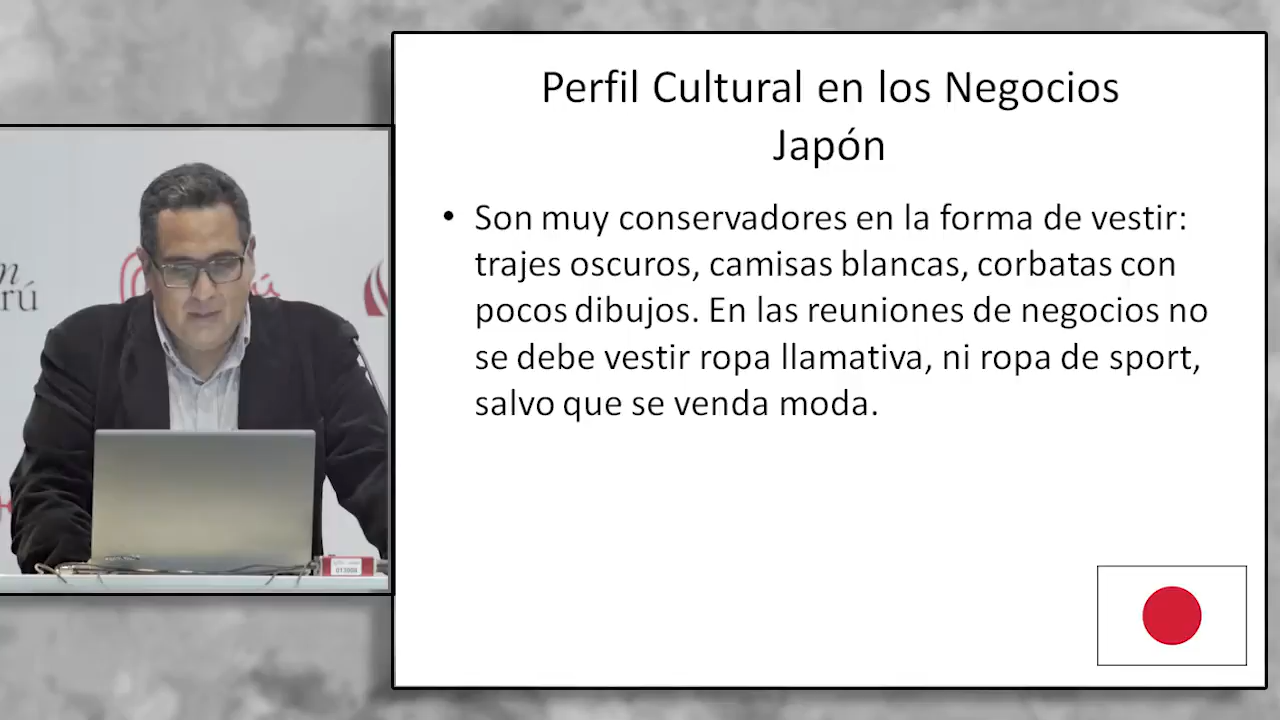 Perfil Cultural en los Negocios
Japón
• Son muy conservadores en la forma de vestir:
trajes oscuros, camisas blancas, corbatas con
pocos dibujos. En las reuniones de negocios no
se debe vestir ropa llamativa, ni ropa de sport,
salvo que se venda moda.